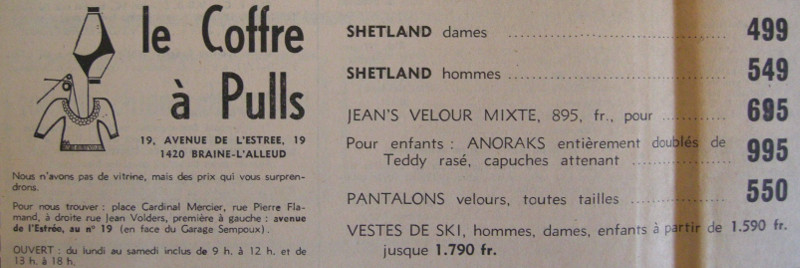 le Coffre
à Pulls
19, AVENUE DE L'ESTREE, 19
1420 BRAINE-L'ALLEUD
Nous n'avons pas de vitrine, mais des prix qui vous surpren-
drons.
Pour nous trouver : place Cardinal Mercier, rue Pierre Fla-
mand, à droite rue Jean Volders, première à gauche : avenue
de l'Estrée, au n° 19 (en face du Garage Sempoux).
OUVERT : du lundi au samedi inclus de 9 h. à 12 h. et de
13 h. à 18 h.
SHETLAND dames ........................ 499
SHETLAND hommes ........................ 549
JEAN'S VELOUR MIXTE, 895, fr., pour ............ 695
Pour enfants : ANORAKS entièrement doublés de
Teddy rasé, capuches attenant ............ 995
PANTALONS velours, toutes tailles ............ 550
VESTES DE SKI, hommes, dames, enfants à partir de 1.590 fr.
jusque 1.790 fr.